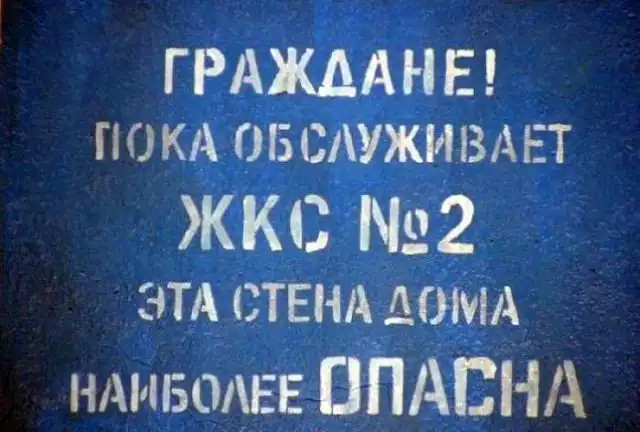 ГРАЖДАНЕ!
ПОКА ОБСЛУЖИВАЕТ
ЖКС №2
ЭТА СТЕНА ДОМА
НАИБОЛЕЕ ОПАСНА